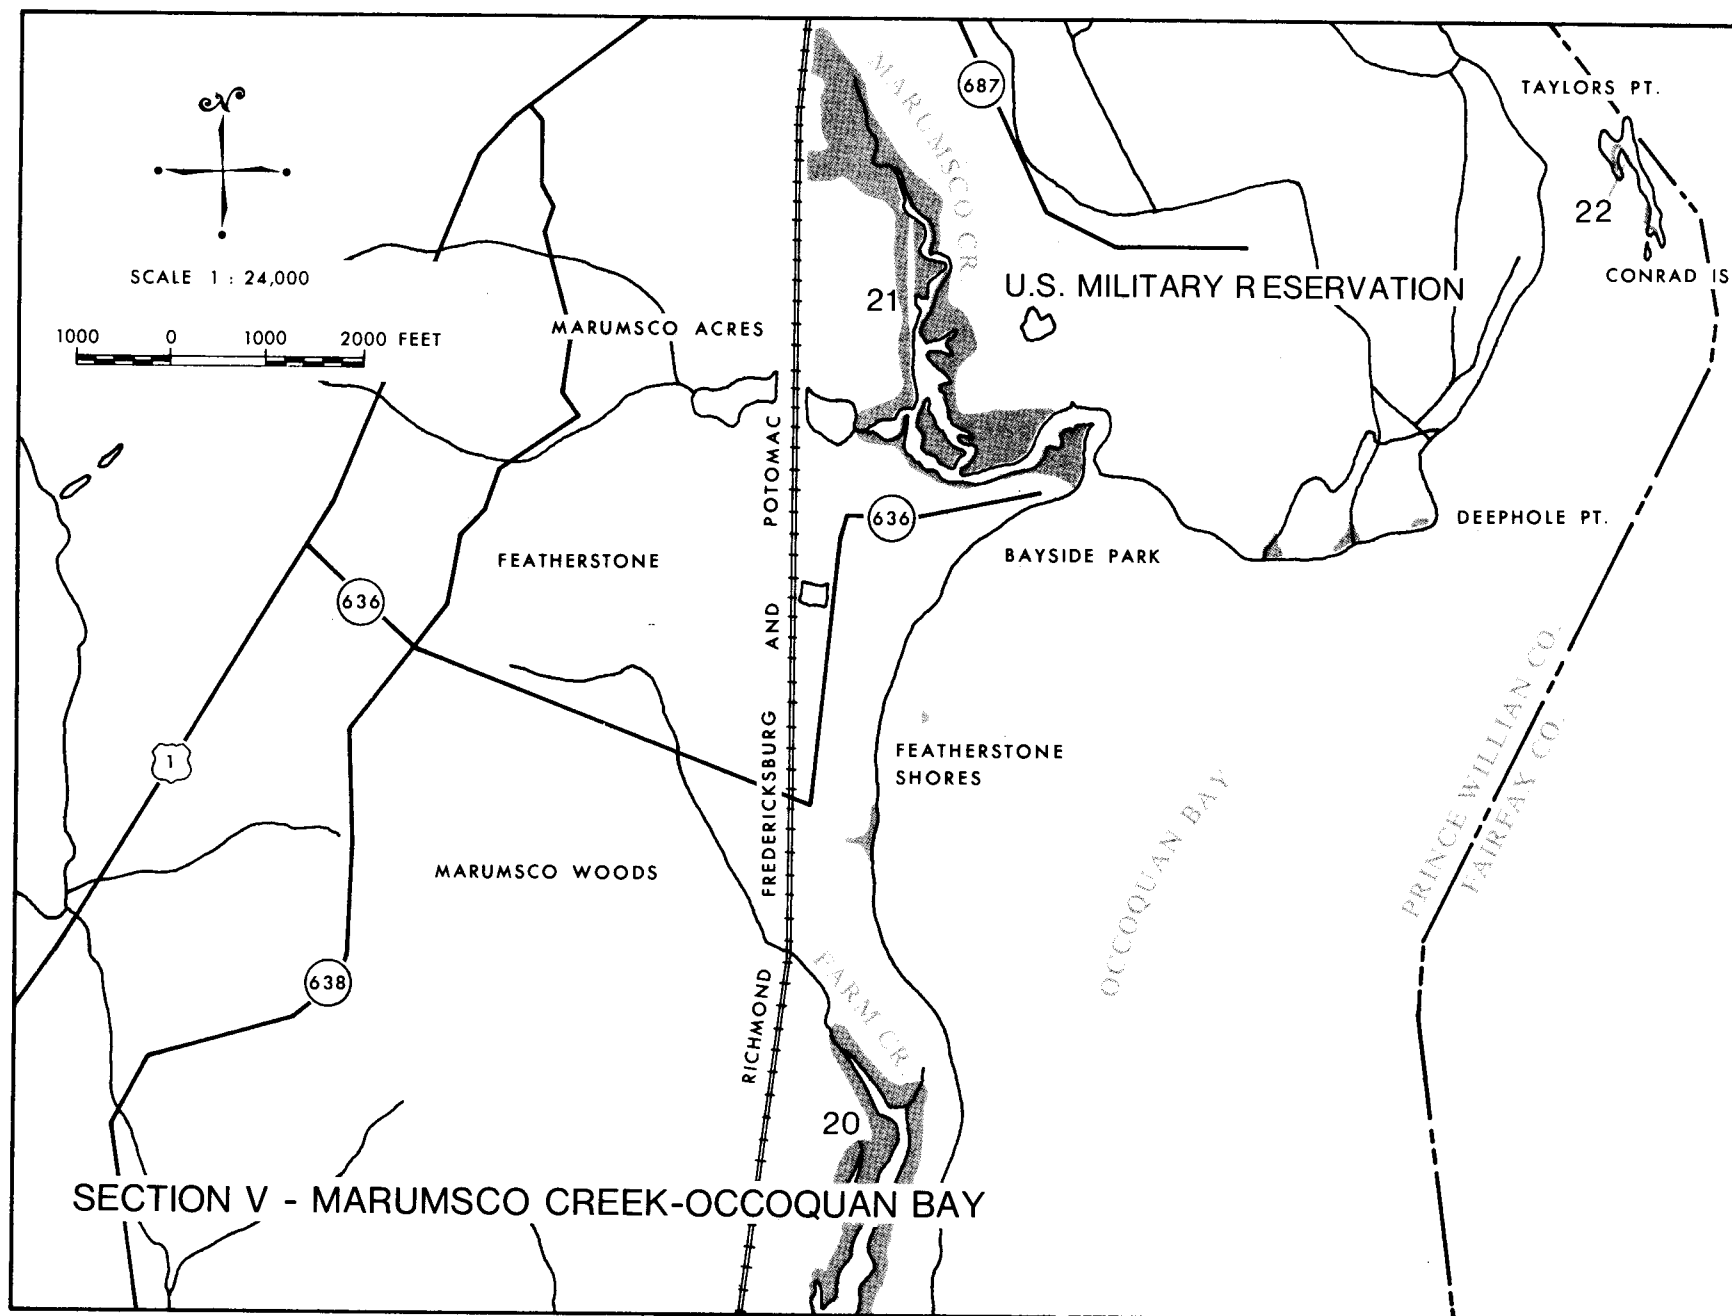 MARUMSCO CR.
687
TAYLORS PT.
N
22
SCALE 1 : 24,000
CONRAD IS
U.S. MILITARY RESERVATION
21
1000 0 1000 2000 FEET
MARUMSCO ACRES
636
DEEPHOLE PT.
FEATHERSTONE
BAYSIDE PARK
636
RICHMOND FREDERICKSBURG AND POTOMAC
1
FEATHERSTONE
SHORES
OCCOQUAN BAY
PRINCE WILLIAN CO.
FAIRFAX CO.
MARUMSCO WOODS
638
FARM CR.
20
SECTION V - MARUMSCO CREEK-OCCOQUAN BAY